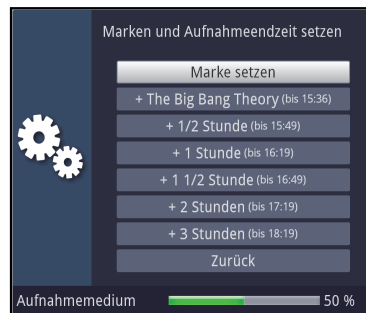 Marken und Aufnahmeendzeit setzen
Marke setzen
+ The Big Bang Theory (bis 15:36)
+ 1/2 Stunde (bis 15:49)
+ 1 Stunde (bis 16:19)
+ 1 1/2 Stunde (bis 16:49)
+ 2 Stunden (bis 17:19)
+ 3 Stunden (bis 18:19)
Zurück
Aufnahmemedium 50 %